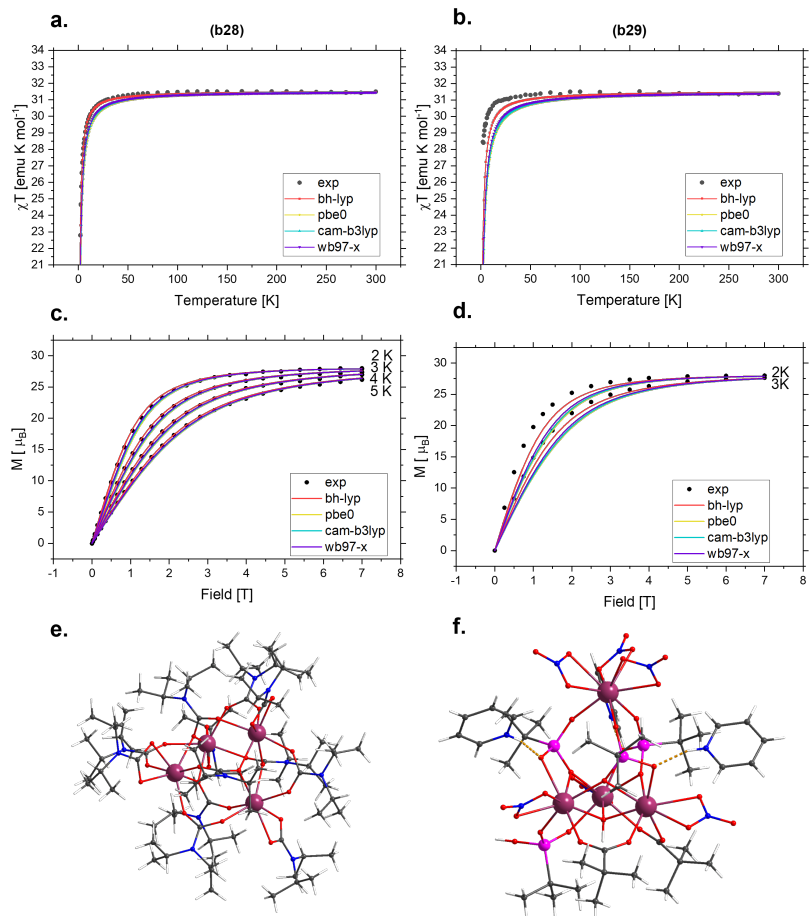 a.
(b28)
34
33
32
31
30
29
28
27
26
25
24
23
22
21
χT [emu K mol⁻¹]
0 50 100 150 200 250 300
Temperature [K]
exp
bh-lyp
pbe0
cam-b3lyp
wb97-x
b.
(b29)
34
33
32
31
30
29
28
27
26
25
24
23
22
21
χT [emu K mol⁻¹]
0 50 100 150 200 250 300
Temperature [K]
exp
bh-lyp
pbe0
cam-b3lyp
wb97-x
c.
30
25
20
15
10
5
0
M [ μB]
2 K
3 K
4 K
5 K
exp
bh-lyp
pbe0
cam-b3lyp
wb97-x
-1 0 1 2 3 4 5 6 7 8
Field [T]
d.
30
25
20
15
10
5
0
M [ μB]
2K
3K
exp
bh-lyp
pbe0
cam-b3lyp
wb97-x
-1 0 1 2 3 4 5 6 7 8
Field [T]
e.
f.